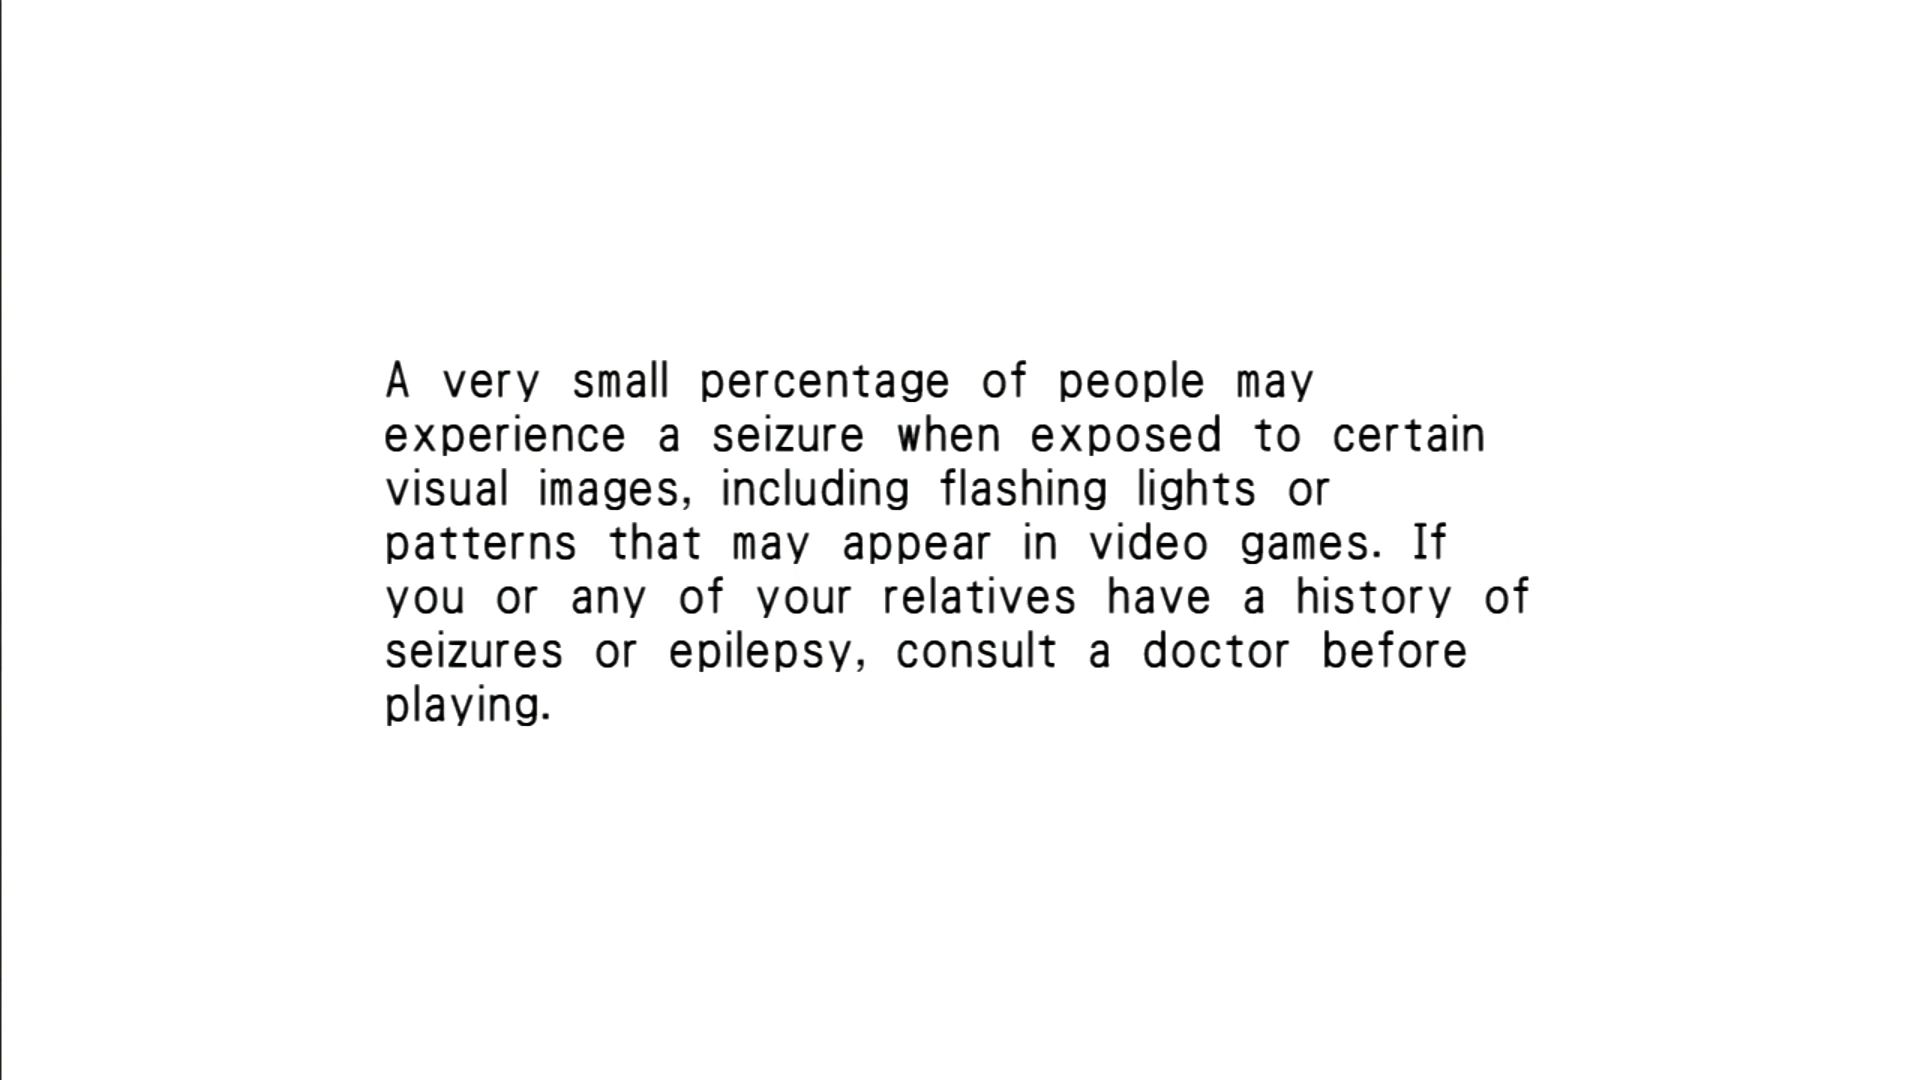 A very small percentage of people may
experience a seizure when exposed to certain
visual images, including flashing lights or
patterns that may appear in video games. If
you or any of your relatives have a history of
seizures or epilepsy, consult a doctor before
playing.